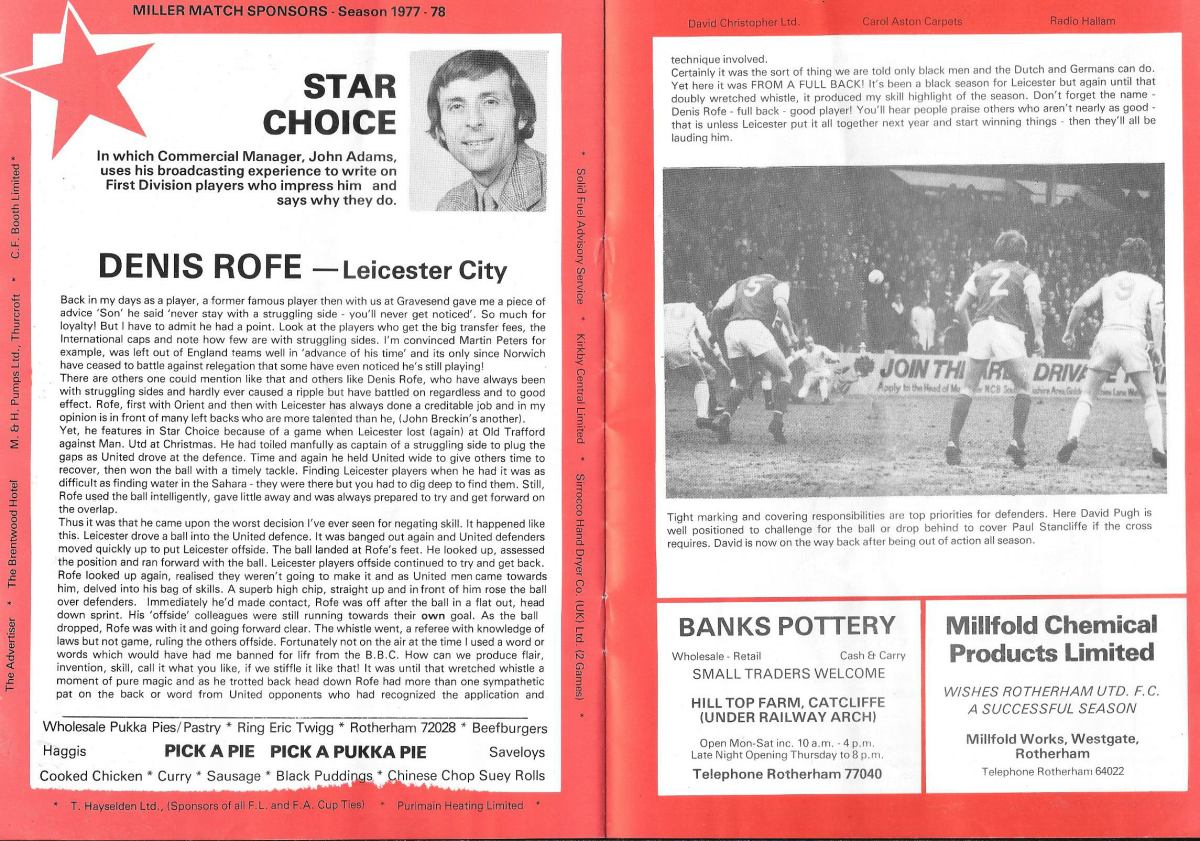 MILLER MATCH SPONSORS - Season 1977 - 78
STAR
CHOICE
In which Commercial Manager, John Adams,
uses his broadcasting experience to write on
First Division players who impress him and
says why they do.
DENIS ROFE — Leicester City
Back in my days as a player, a former famous player then with us at Gravesend gave me a piece of
advice 'Son' he said 'never stay with a struggling side - you'll never get noticed'. So much for
loyalty! But I have to admit he had a point. Look at the players who get the big transfer fees, the
International caps and note how few are with struggling sides. I'm convinced Martin Peters for
example, was left out of England teams well in 'advance of his time' and its only since Norwich
have ceased to battle against relegation that some have even noticed he's still playing!
There are others one could mention like that and others like Denis Rofe, who have always been
with struggling sides and hardly ever caused a ripple but have battled on regardless and to good
effect. Rofe, first with Orient and then with Leicester has always done a creditable job and in my
opinion is in front of many left backs who are more talented than he, (John Breckin's another).
Yet, he features in Star Choice because of a game when Leicester lost (again) at Old Trafford
against Man. Utd at Christmas. He had toiled manfully as captain of a struggling side to plug the
gaps as United drove at the defence. Time and again he held United wide to give others time to
recover, then won the ball with a timely tackle. Finding Leicester players when he had it was as
difficult as finding water in the Sahara - they were there but you had to dig deep to find them. Still,
Rofe used the ball intelligently, gave little away and was always prepared to try and get forward on
the overlap.
Thus it was that he came upon the worst decision I've ever seen for negating skill. It happened like
this. Leicester drove a ball into the United defence. It was banged out again and United defenders
moved quickly up to put Leicester offside. The ball landed at Rofe's feet. He looked up, assessed
the position and ran forward with the ball. Leicester players offside continued to try and get back.
Rofe looked up again, realised they weren't going to make it and as United men came towards
him, delved into his bag of skills. A superb high chip, straight up and in front of him rose the ball
over defenders. Immediately he'd made contact, Rofe was off after the ball in a flat out, head
down sprint. His 'offside' colleagues were still running towards their own goal. As the ball
dropped, Rofe was with it and going forward clear. The whistle went, a referee with knowledge of
laws but not game, ruling the others offside. Fortunately not on the air at the time I used a word or
words which would have had me banned for life from the B.B.C. How can we produce flair,
invention, skill, call it what you like, if we stiffle it like that! It was until that wretched whistle a
moment of pure magic and as he trotted back head down Rofe had more than one sympathetic
pat on the back or word from United opponents who had recognized the application and
Wholesale Pukka Pies/Pastry * Ring Eric Twigg * Rotherham 72028 * Beefburgers
Haggis PICK A PIE PICK A PUKKA PIE Saveloys
Cooked Chicken * Curry * Sausage * Black Puddings * Chinese Chop Suey Rolls
* T. Hayselden Ltd., (Sponsors of all F.L. and F.A. Cup Ties) * Purimain Heating Limited *
The Advertiser * The Brentwood Hotel * M. & H. Pumps Ltd., Thurcroft * C.F. Booth Limited *
* Solid Fuel Advisory Service * Kirkby Central Limited * Sirrocco Hand Dryer Co. (UK) Ltd. (2 Games) *
David Christopher Ltd. Carol Aston Carpets Radio Hallam
technique involved.
Certainly it was the sort of thing we are told only black men and the Dutch and Germans can do.
Yet here it was FROM A FULL BACK! It's been a black season for Leicester but again until that
doubly wretched whistle, it produced my skill highlight of the season. Don't forget the name -
Denis Rofe - full back - good player! You'll hear people praise others who aren't nearly as good -
that is unless Leicester put it all together next year and start winning things - then they'll all be
lauding him.
5
2
9
JOIN THE DRIVE
Apply to the Head of NCB
Tight marking and covering responsibilities are top priorities for defenders. Here David Pugh is
well positioned to challenge for the ball or drop behind to cover Paul Stancliffe if the cross
requires. David is now on the way back after being out of action all season.
BANKS POTTERY
Wholesale - Retail Cash & Carry
SMALL TRADERS WELCOME
HILL TOP FARM, CATCLIFFE
(UNDER RAILWAY ARCH)
Open Mon-Sat inc. 10 a.m. - 4 p.m.
Late Night Opening Thursday to 8 p.m.
Telephone Rotherham 77040
Millfold Chemical
Products Limited
WISHES ROTHERHAM UTD. F.C.
A SUCCESSFUL SEASON
Millfold Works, Westgate,
Rotherham
Telephone Rotherham 64022